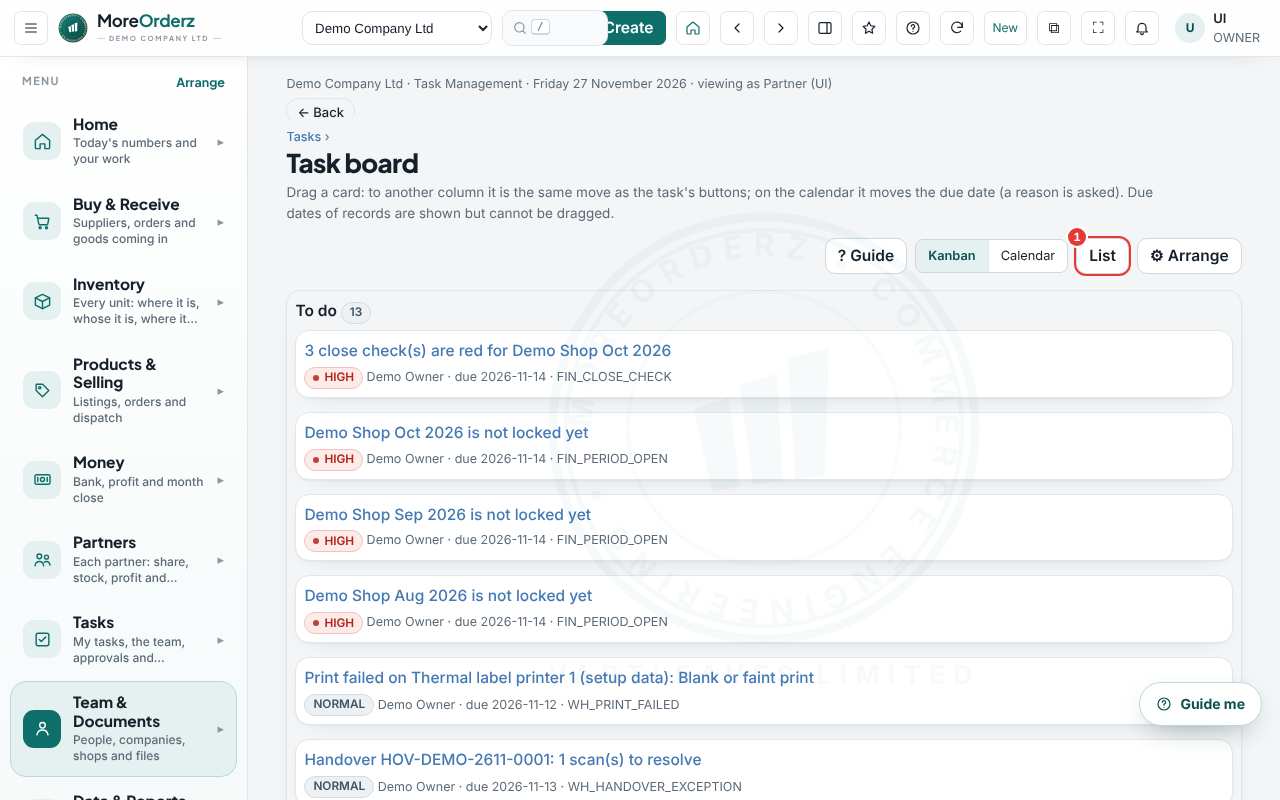 MoreOrderz
— DEMO COMPANY LTD —
Demo Company Ltd
/
Create
New
U
UI
OWNER
MENU
Arrange
Home
Today's numbers and
your work
Buy & Receive
Suppliers, orders and
goods coming in
Inventory
Every unit: where it is,
whose it is, where it...
Products &
Selling
Listings, orders and
dispatch
Money
Bank, profit and month
close
Partners
Each partner: share,
stock, profit and...
Tasks
My tasks, the team,
approvals and...
Team &
Documents
People, companies,
shops and files
Demo Company Ltd · Task Management · Friday 27 November 2026 · viewing as Partner (UI)
← Back
Tasks ›
Task board
Drag a card: to another column it is the same move as the task's buttons; on the calendar it moves the due date (a reason is asked). Due
dates of records are shown but cannot be dragged.
? Guide
Kanban
Calendar
1
List
⚙ Arrange
To do 13
3 close check(s) are red for Demo Shop Oct 2026
HIGH Demo Owner · due 2026-11-14 · FIN_CLOSE_CHECK
Demo Shop Oct 2026 is not locked yet
HIGH Demo Owner · due 2026-11-14 · FIN_PERIOD_OPEN
Demo Shop Sep 2026 is not locked yet
HIGH Demo Owner · due 2026-11-14 · FIN_PERIOD_OPEN
Demo Shop Aug 2026 is not locked yet
HIGH Demo Owner · due 2026-11-14 · FIN_PERIOD_OPEN
Print failed on Thermal label printer 1 (setup data): Blank or faint print
NORMAL Demo Owner · due 2026-11-12 · WH_PRINT_FAILED
Handover HOV-DEMO-2611-0001: 1 scan(s) to resolve
NORMAL Demo Owner · due 2026-11-13 · WH_HANDOVER_EXCEPTION
Guide me
MOREORDERZ COMMERCE ENGINEERING
LIMITED